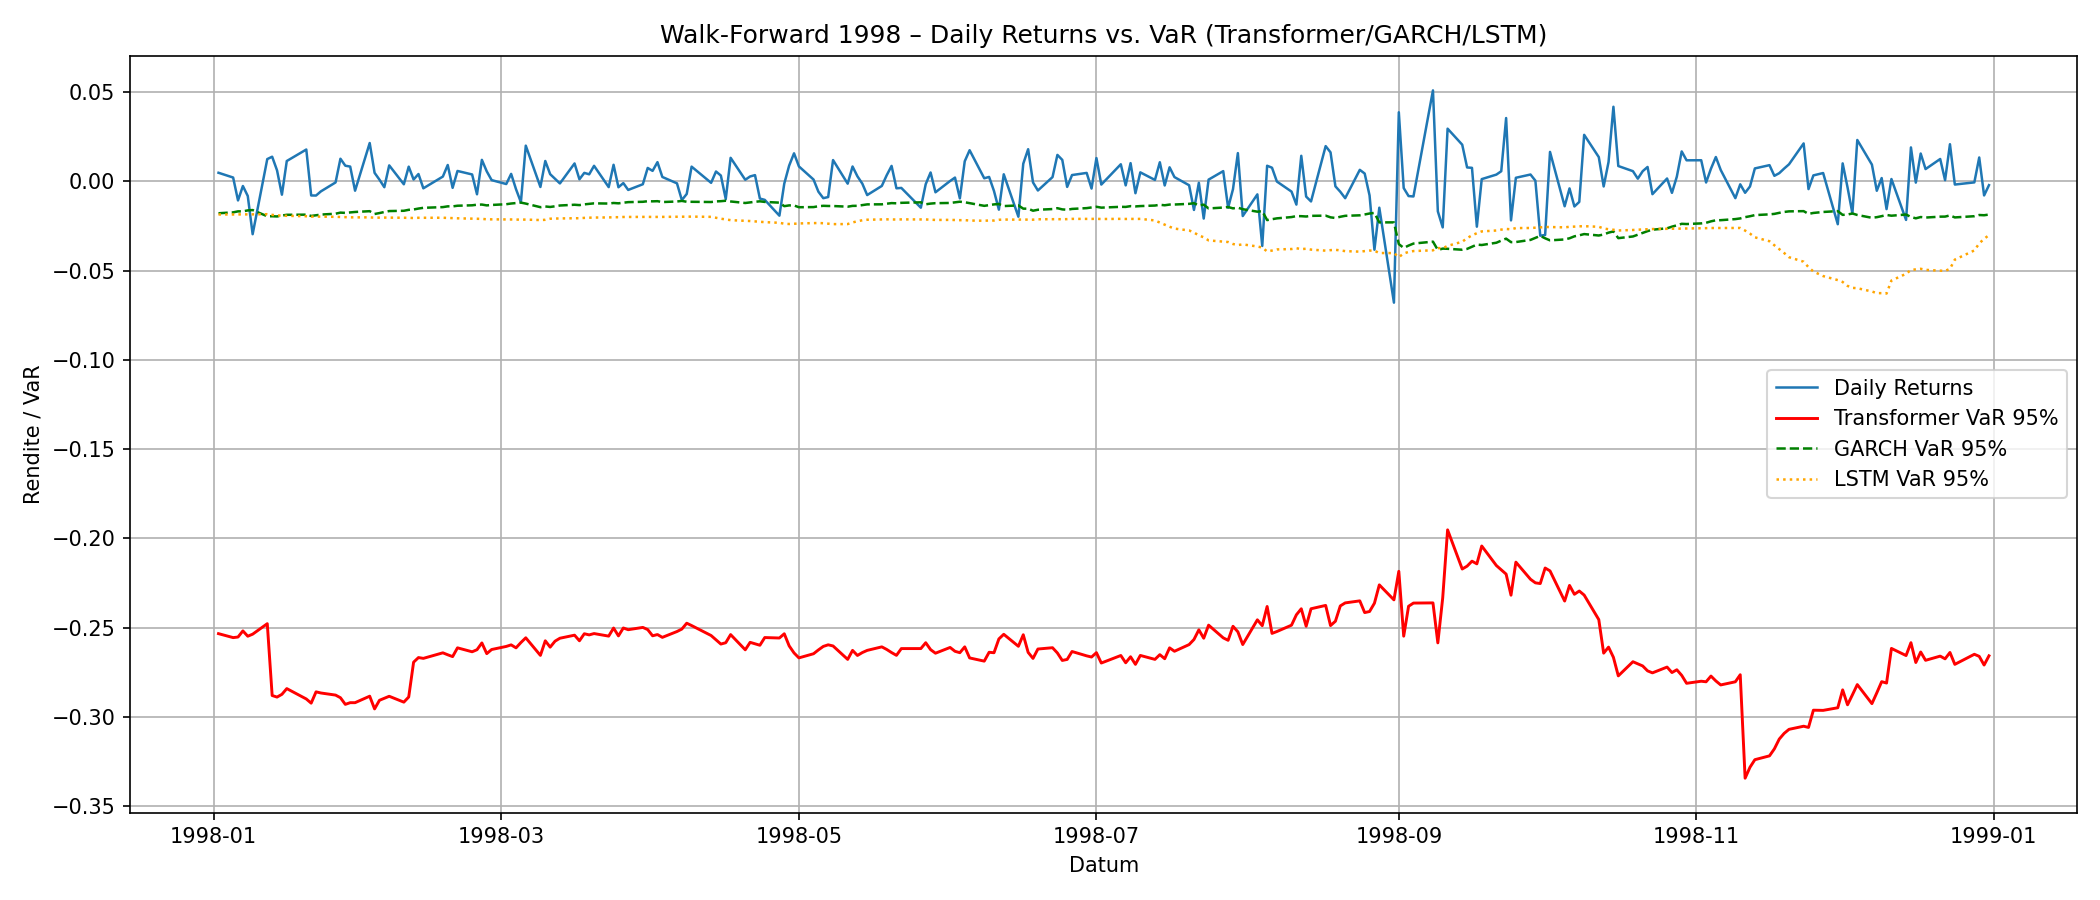 Walk-Forward 1998 – Daily Returns vs. VaR (Transformer/GARCH/LSTM)
Rendite / VaR
0.05
0.00
−0.05
−0.10
−0.15
−0.20
−0.25
−0.30
−0.35
Daily Returns
Transformer VaR 95%
GARCH VaR 95%
LSTM VaR 95%
1998-01
1998-03
1998-05
1998-07
1998-09
1998-11
1999-01
Datum